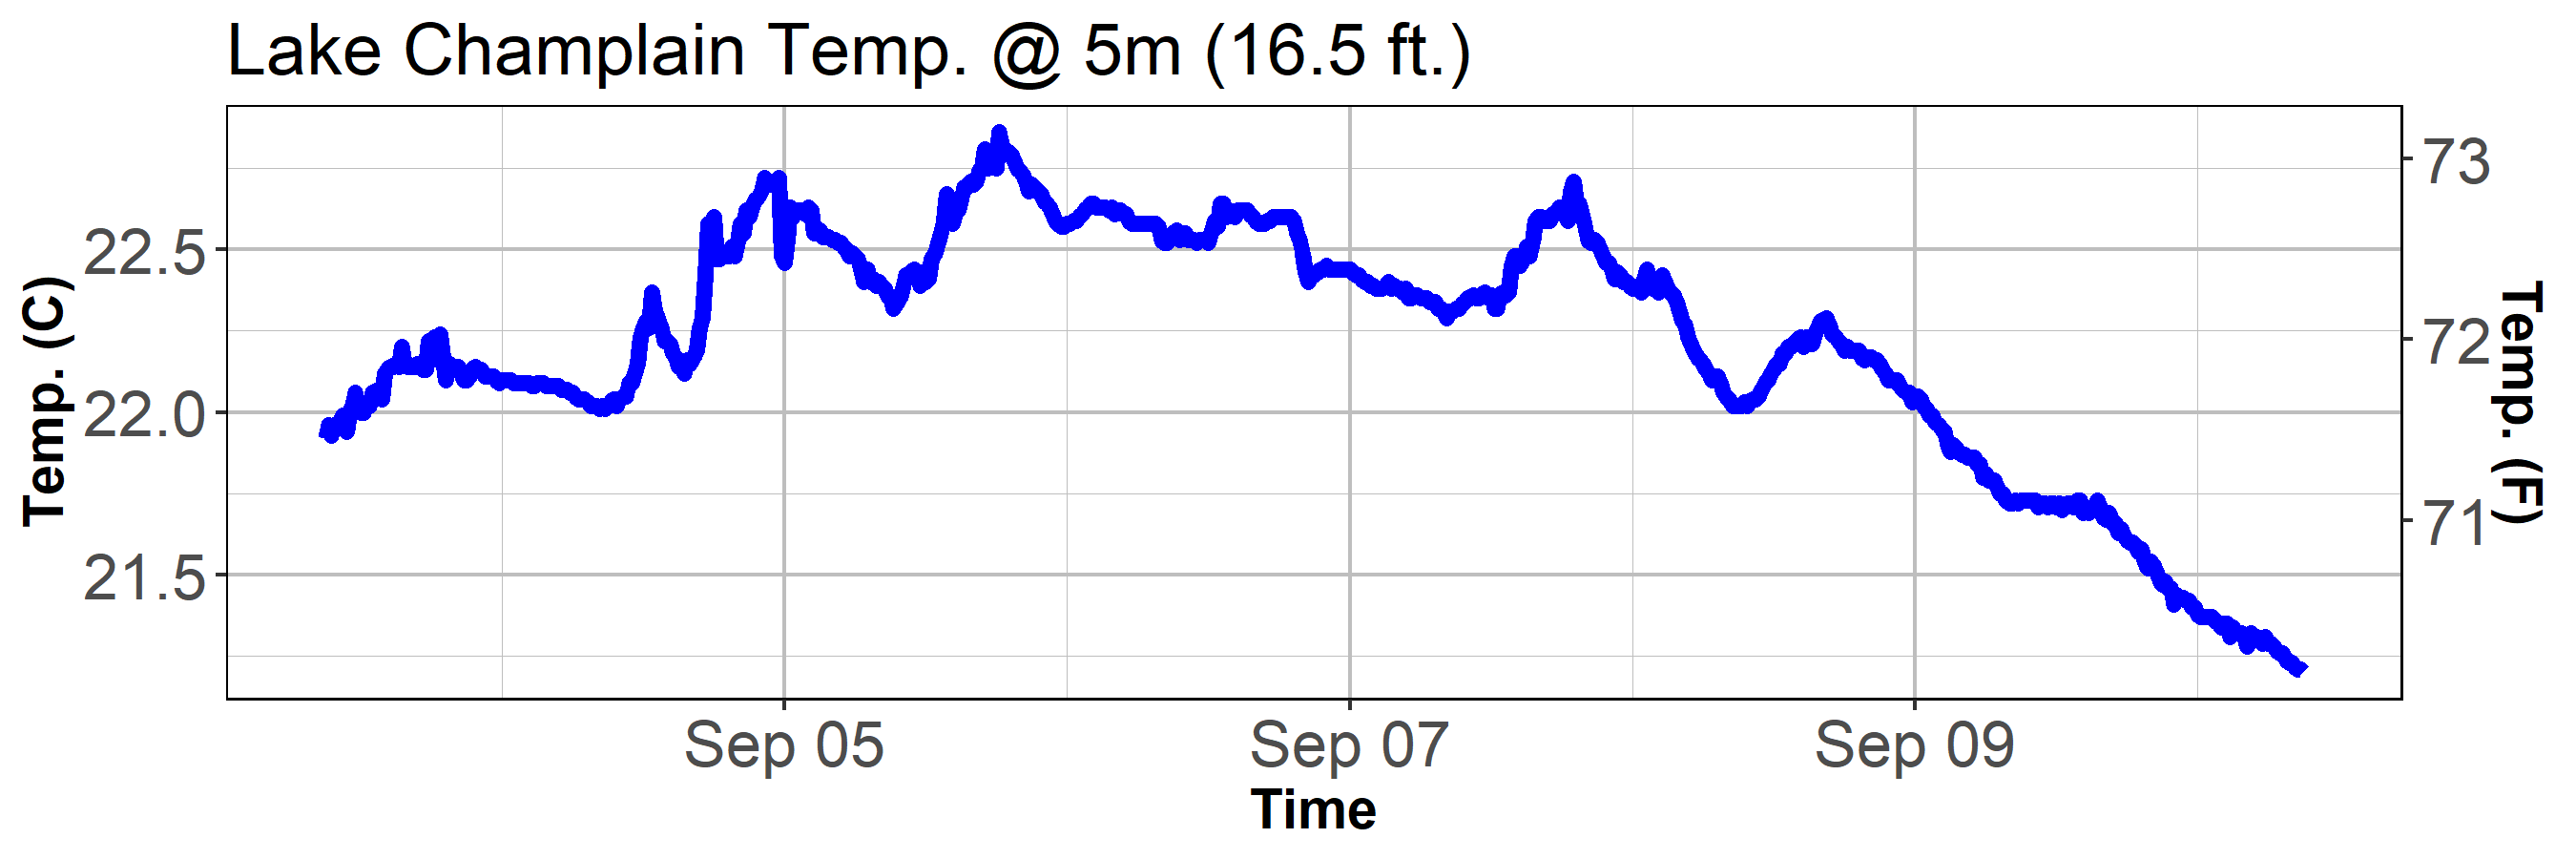 Lake Champlain Temp. @ 5m (16.5 ft.)
Temp. (C)
22.5
22.0
21.5
73
72
71
Temp. (F)
Sep 05
Sep 07
Sep 09
Time